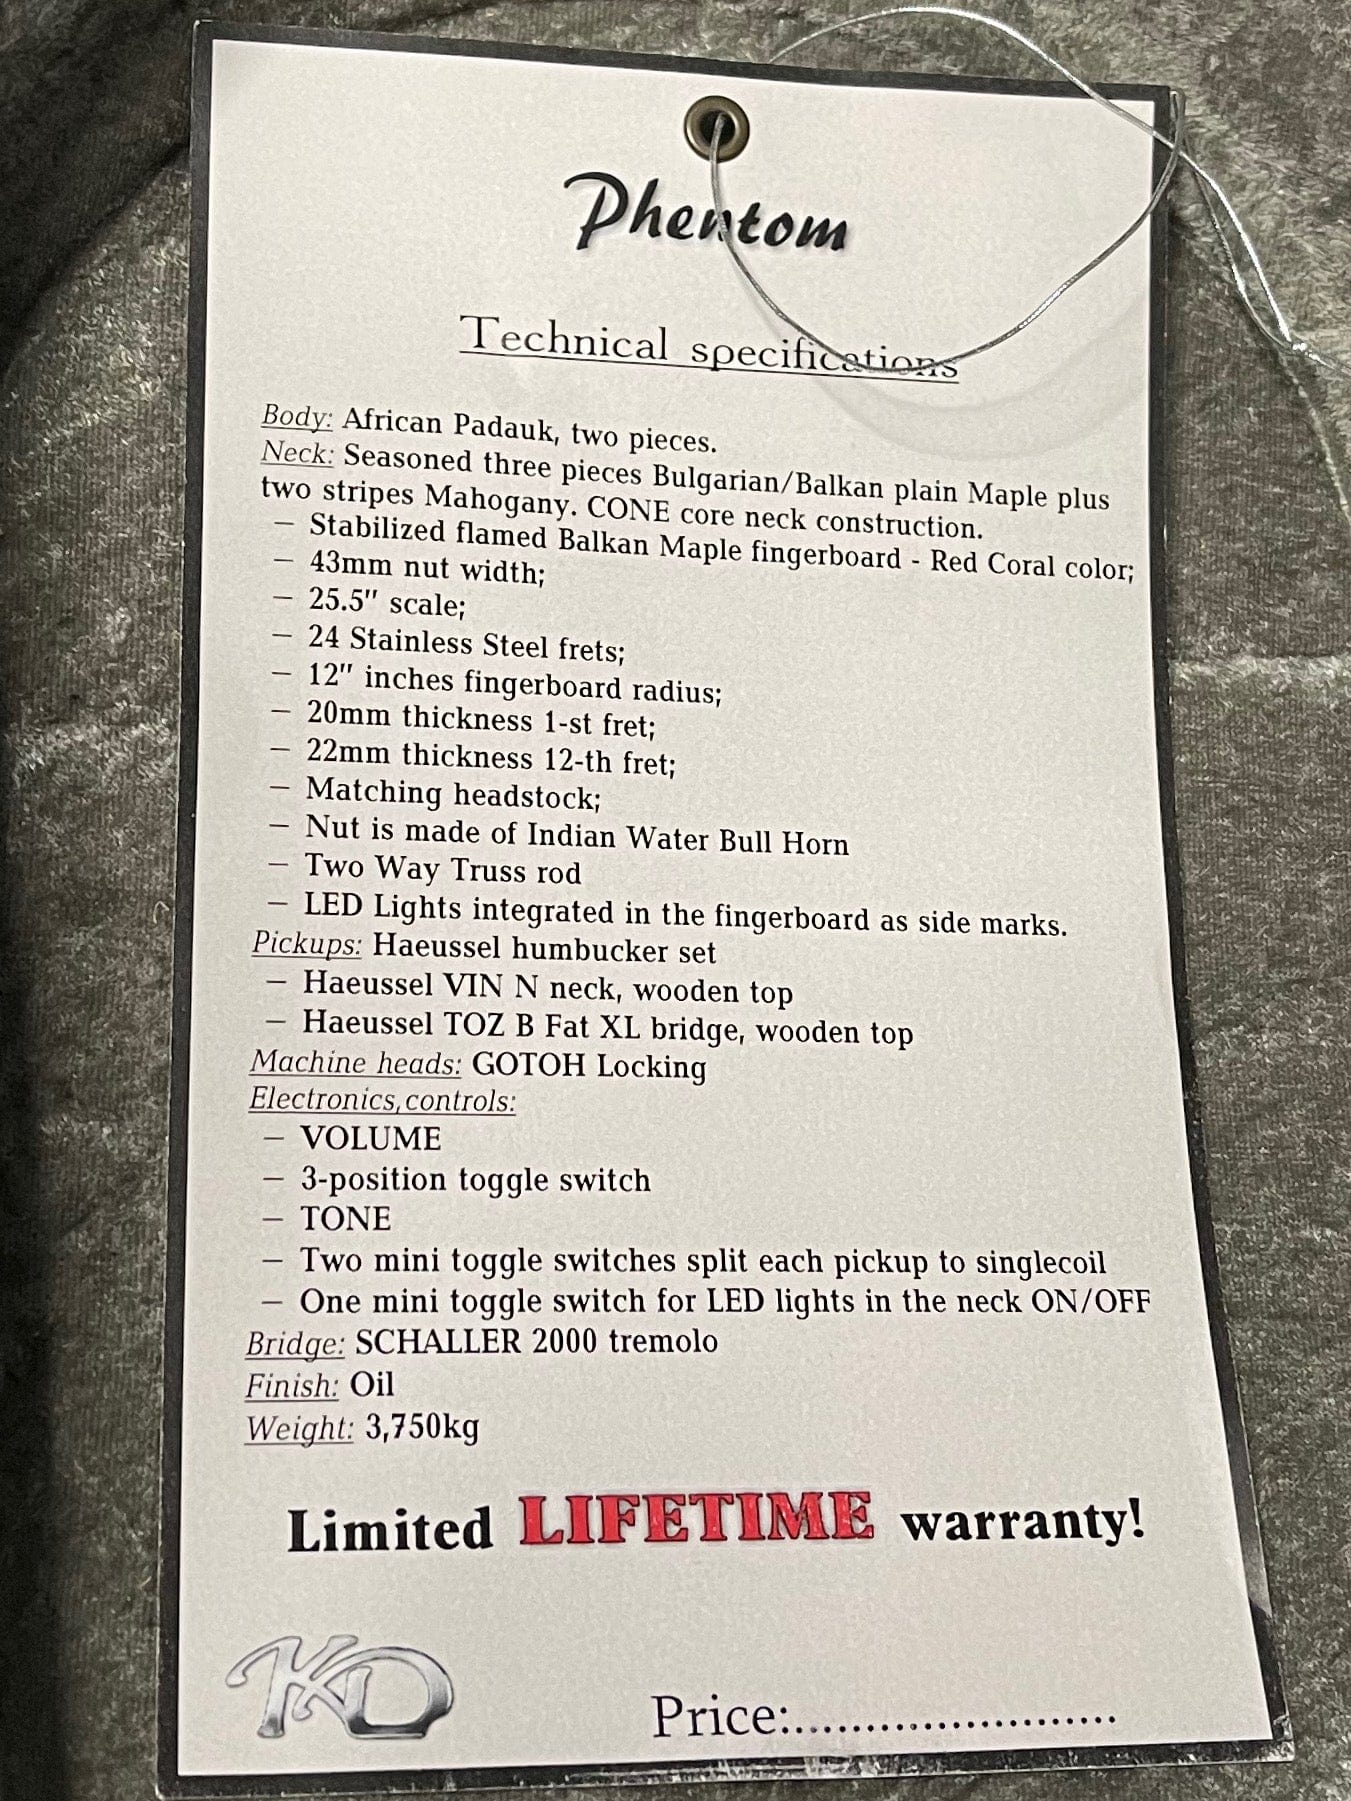 Phentom
Technical specifications
Body: African Padauk, two pieces.
Neck: Seasoned three pieces Bulgarian/Balkan plain Maple plus
two stripes Mahogany. CONE core neck construction.
– Stabilized flamed Balkan Maple fingerboard - Red Coral color;
– 43mm nut width;
– 25.5" scale;
– 24 Stainless Steel frets;
– 12" inches fingerboard radius;
– 20mm thickness 1-st fret;
– 22mm thickness 12-th fret;
– Matching headstock;
– Nut is made of Indian Water Bull Horn
– Two Way Truss rod
– LED Lights integrated in the fingerboard as side marks.
Pickups: Haeussel humbucker set
– Haeussel VIN N neck, wooden top
– Haeussel TOZ B Fat XL bridge, wooden top
Machine heads: GOTOH Locking
Electronics,controls:
– VOLUME
– 3-position toggle switch
– TONE
– Two mini toggle switches split each pickup to singlecoil
– One mini toggle switch for LED lights in the neck ON/OFF
Bridge: SCHALLER 2000 tremolo
Finish: Oil
Weight: 3,750kg
Limited LIFETIME warranty!
KD
Price:........................